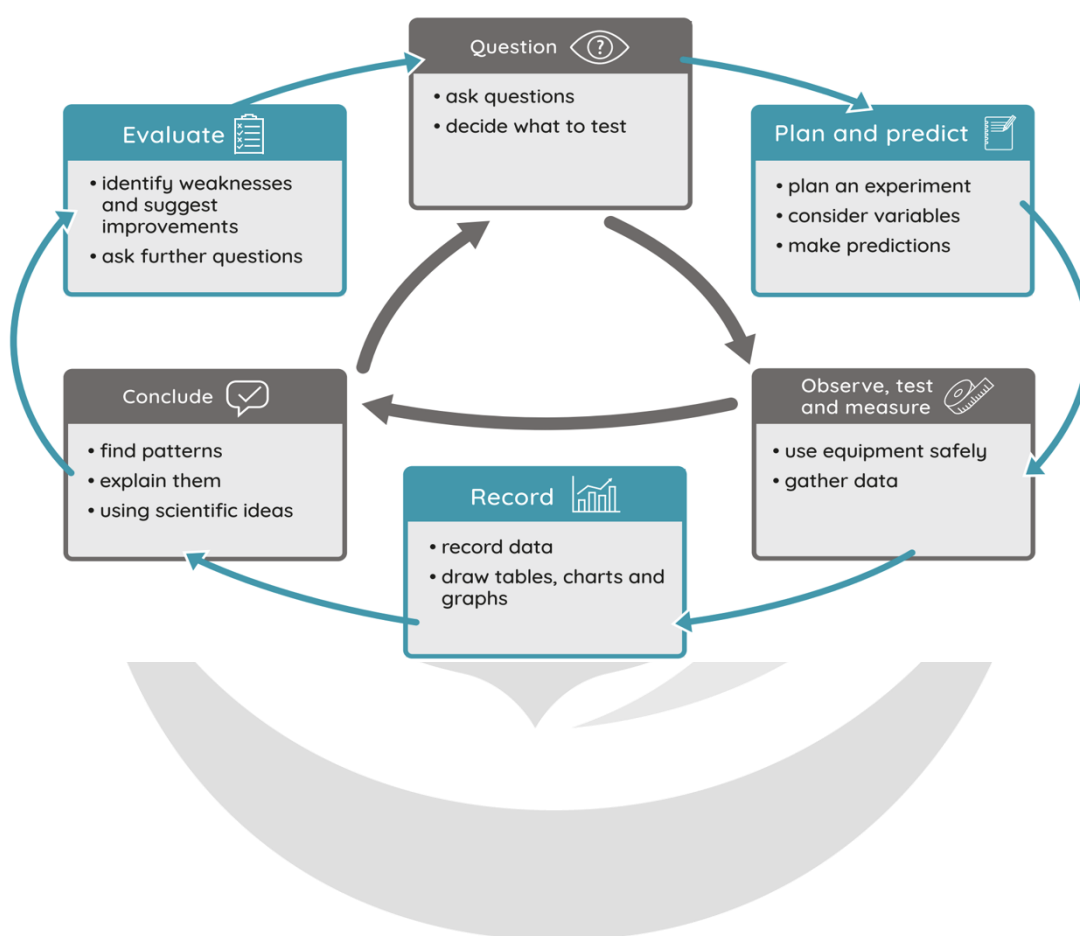 Question
?
• ask questions
• decide what to test
Plan and predict
• plan an experiment
• consider variables
• make predictions
Observe, test
and measure
• use equipment safely
• gather data
Record
• record data
• draw tables, charts and
graphs
Conclude
• find patterns
• explain them
• using scientific ideas
Evaluate
• identify weaknesses
and suggest
improvements
• ask further questions